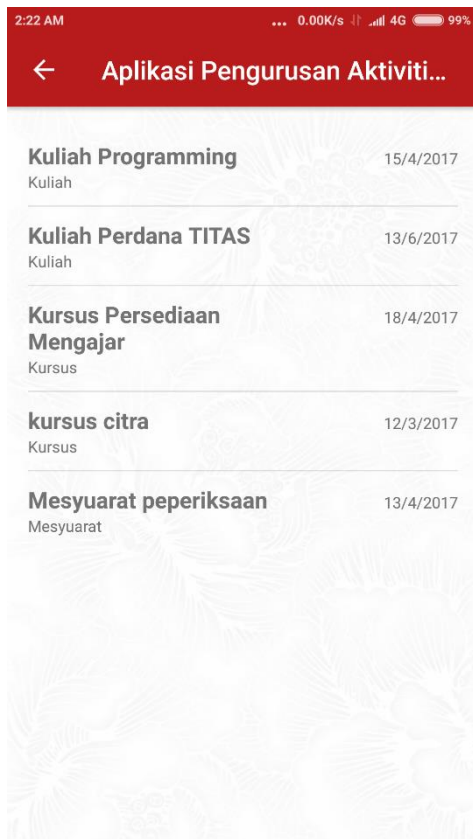 2:22 AM ... 0.00K/s 4G 99%
Aplikasi Pengurusan Aktiviti...
Kuliah Programming 15/4/2017
Kuliah
Kuliah Perdana TITAS 13/6/2017
Kuliah
Kursus Persediaan 18/4/2017
Mengajar
Kursus
kursus citra 12/3/2017
Kursus
Mesyuarat peperiksaan 13/4/2017
Mesyuarat